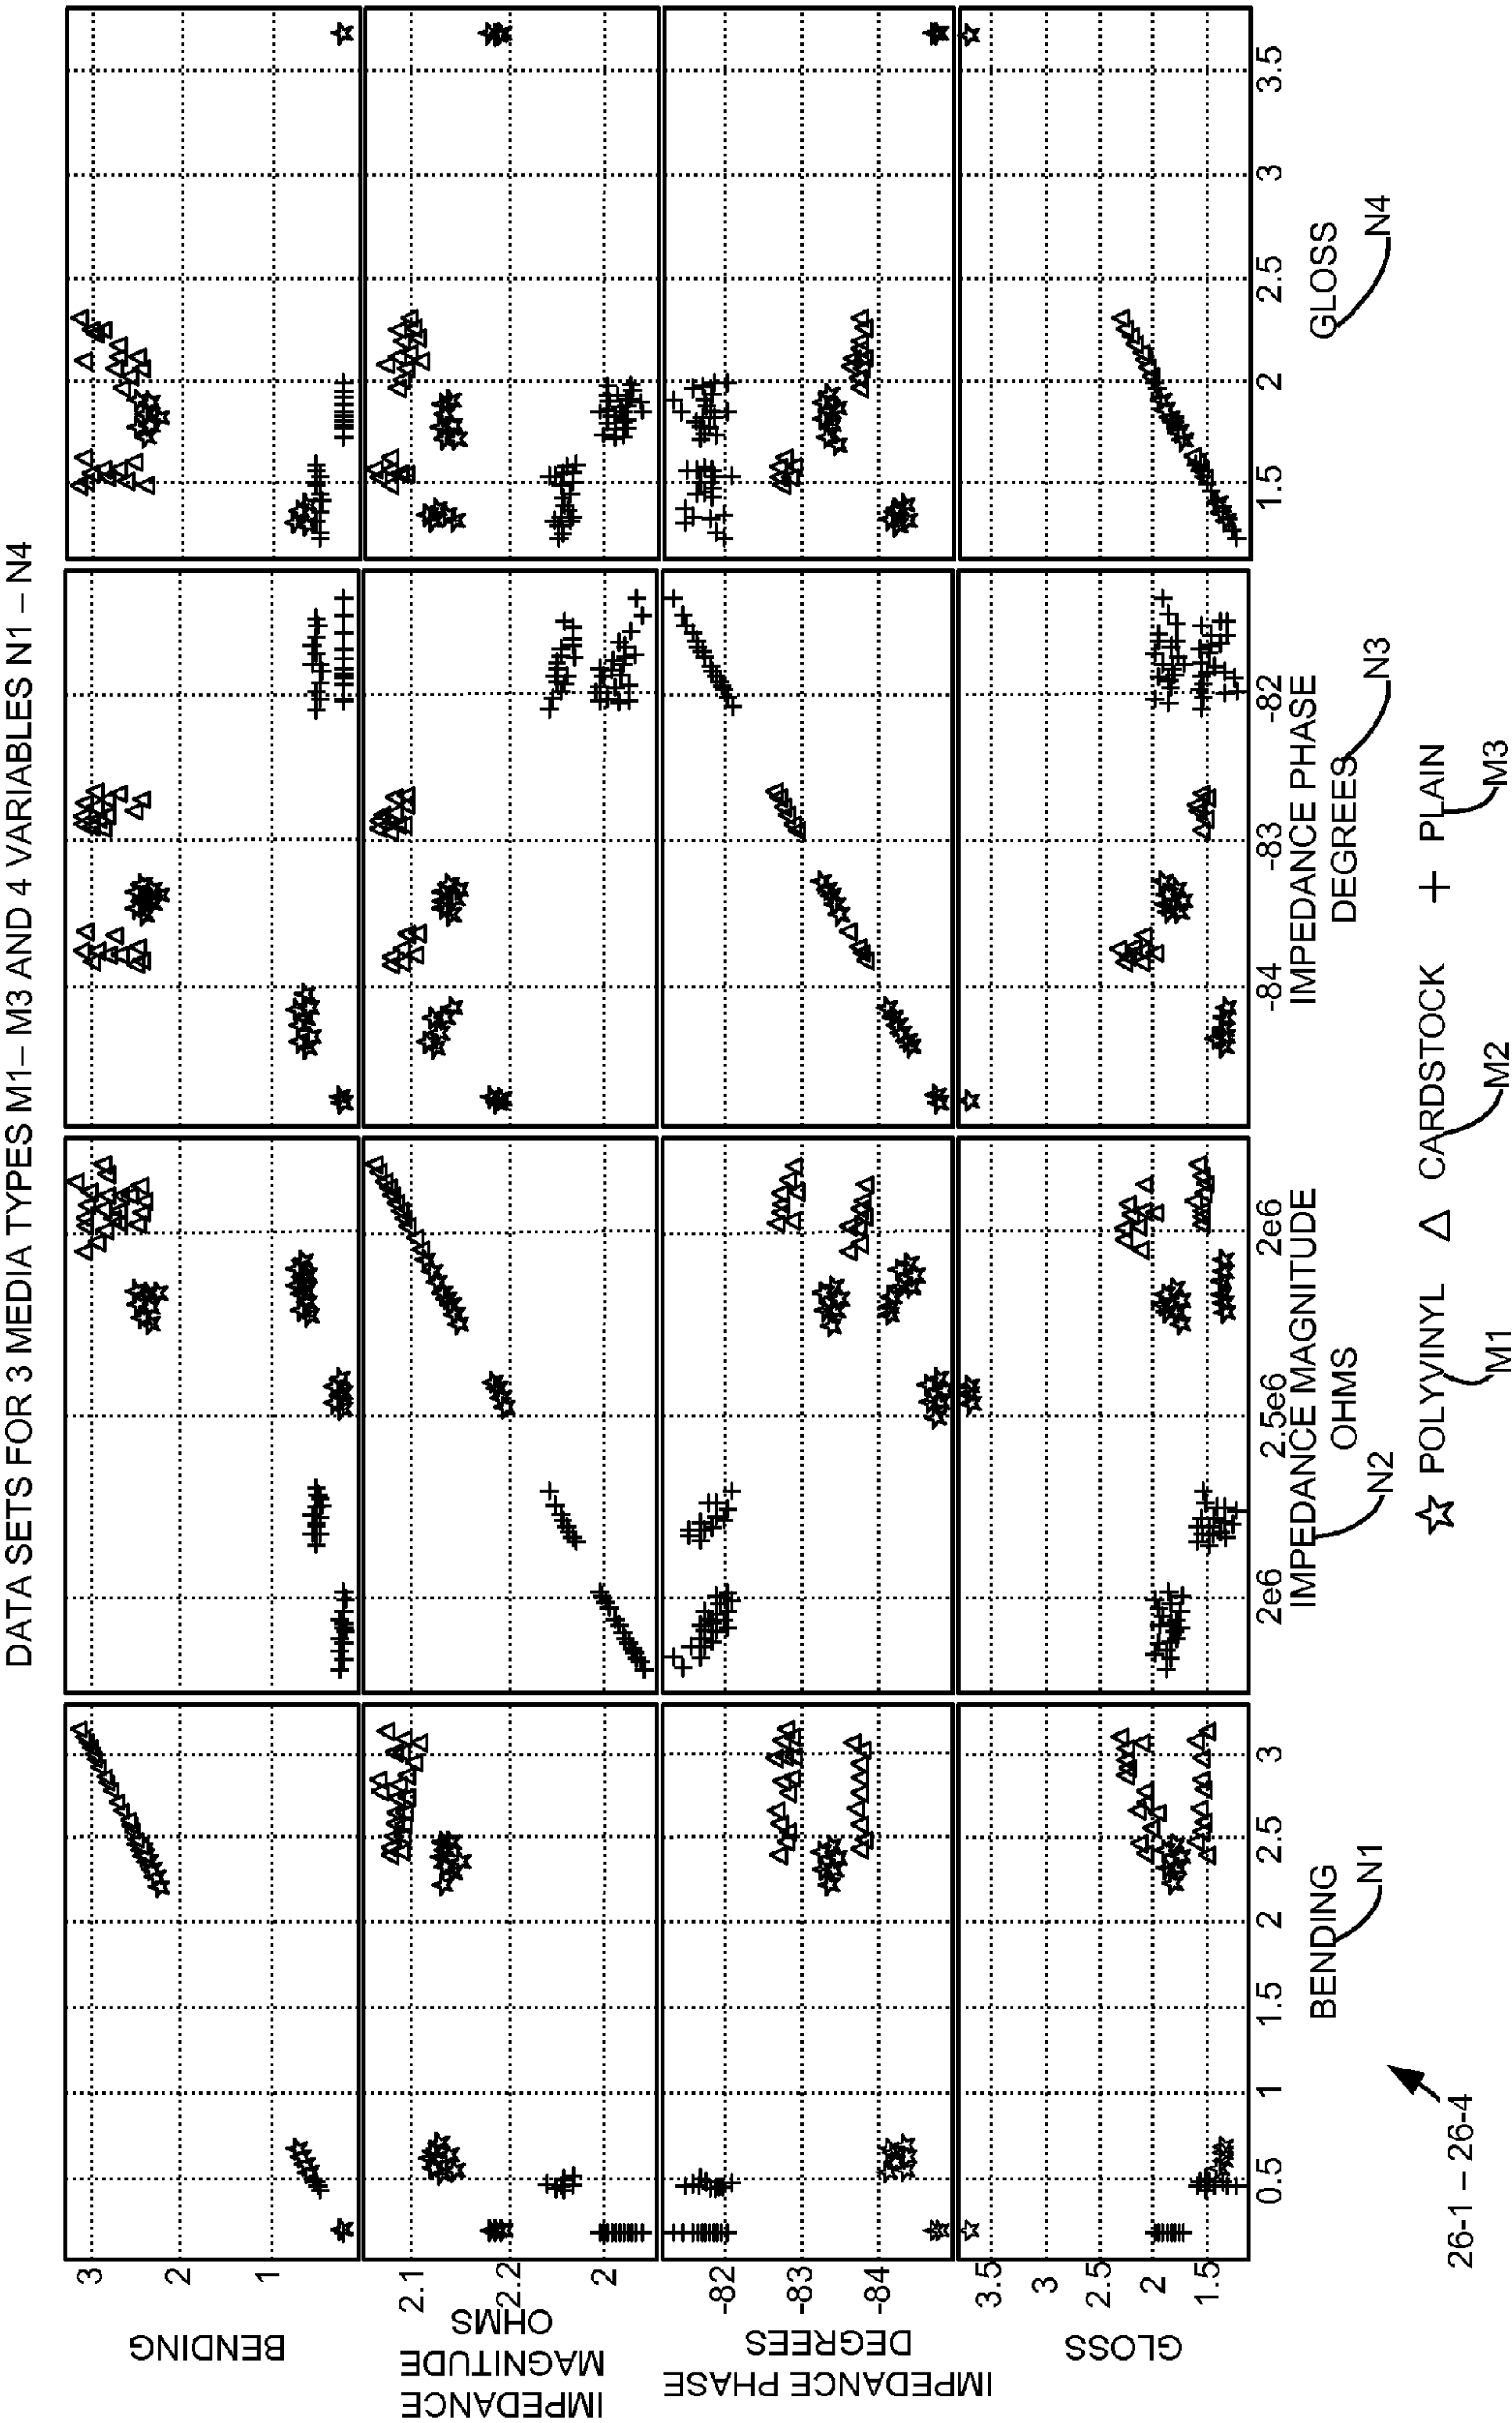 DATA SETS FOR 3 MEDIA TYPES M1– M3 AND 4 VARIABLES N1 – N4
BENDING
3
2
1
IMPEDANCE
MAGNITUDE
OHMS
2.1
2.2
2
IMPEDANCE PHASE
DEGREES
-82
-83
-84
GLOSS
3.5
3
2.5
2
1.5
0.5 1 1.5 2 2.5 3
2e6 2.5e6 2e6
-84 -83 -82
1.5 2 2.5 3 3.5
BENDING
N1
IMPEDANCE MAGNITUDE
OHMS
N2
IMPEDANCE PHASE
DEGREES
N3
GLOSS
N4
26-1 – 26-4
POLYVINYL CARDSTOCK PLAIN
M1 M2 M3